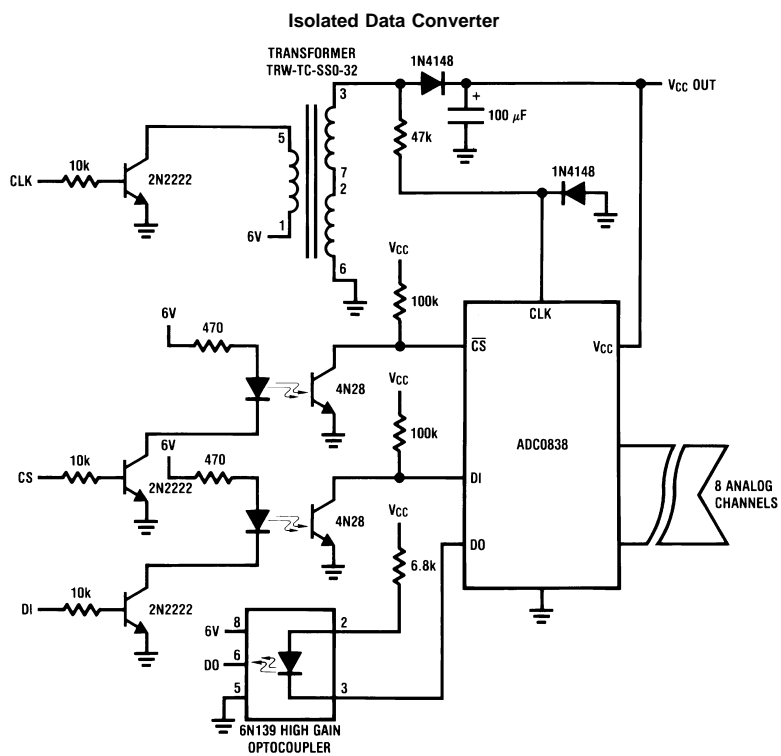 Isolated Data Converter
TRANSFORMER
TRW-TC-SS0-32
1N4148
VCC OUT
3
+
100 µF
5
47k
10k
2N2222
CLK
7
2
1N4148
1
6V
6
VCC
100k
CLK
6V
470
CS
VCC
4N28
VCC
100k
ADC0838
6V
470
10k
CS
2N2222
DI
8 ANALOG
CHANNELS
4N28
VCC
DO
6.8k
10k
DI
2N2222
6V
8
2
DO
6
5
3
6N139 HIGH GAIN
OPTOCOUPLER